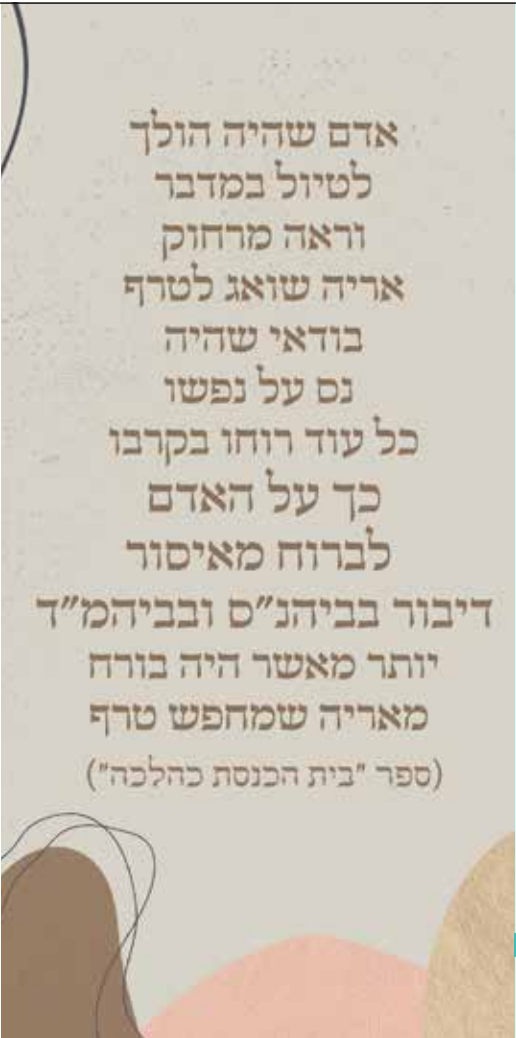 אדם שהיה הולך
לטיול במדבר
וראה מרחוק
אריה שואג לטרף
בודאי שהיה
נס על נפשו
כל עוד רוחו בקרבו
כך על האדם
לברוח מאיסור
דיבור בביהנ"ס ובביהמ"ד
יותר מאשר היה בורח
מאריה שמחפש טרף
(ספר "בית הכנסת כהלכה")